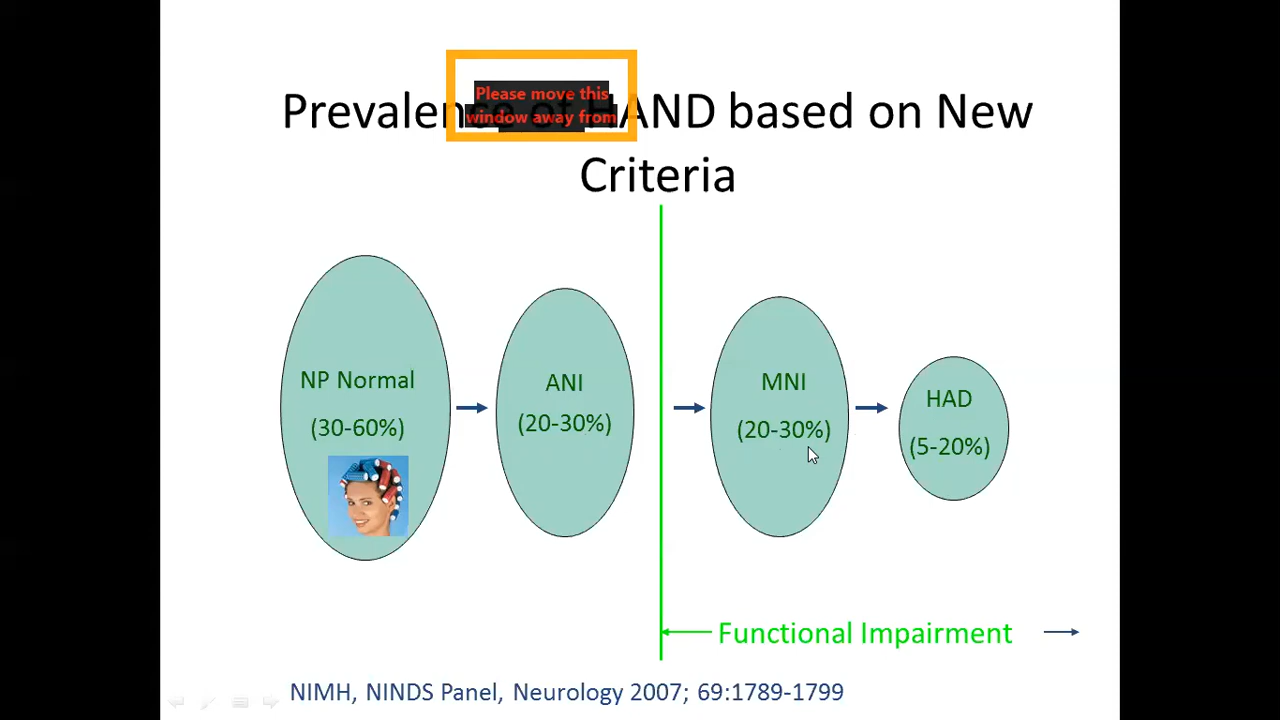 Please move this
window away from
Prevalence of HAND based on New
Criteria
NP Normal
(30-60%)
ANI
(20-30%)
MNI
(20-30%)
HAD
(5-20%)
Functional Impairment
NIMH, NINDS Panel, Neurology 2007; 69:1789-1799